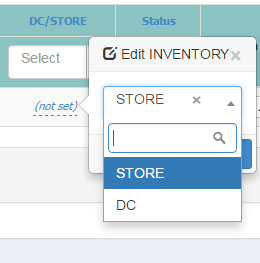 DC/STORE Status
Edit INVENTORY ×
Select
(not set)
STORE ×
STORE
DC